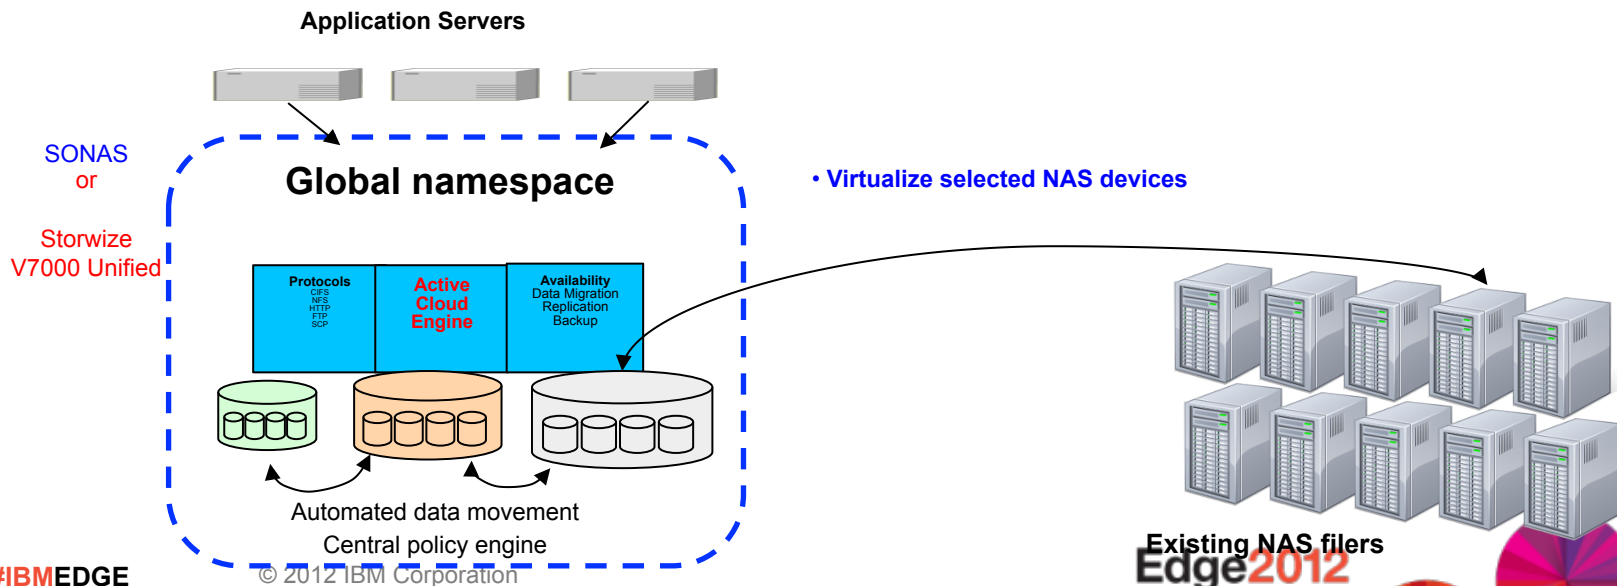 Application Servers
SONAS
or
Storwize
V7000 Unified
Global namespace
• Virtualize selected NAS devices
Protocols
CIFS
NFS
HTTP
FTP
SCP
Active
Cloud
Engine
Availability
Data Migration
Replication
Backup
Automated data movement
Central policy engine
Existing NAS filers
#IBMEDGE
© 2012 IBM Corporation
Edge2012